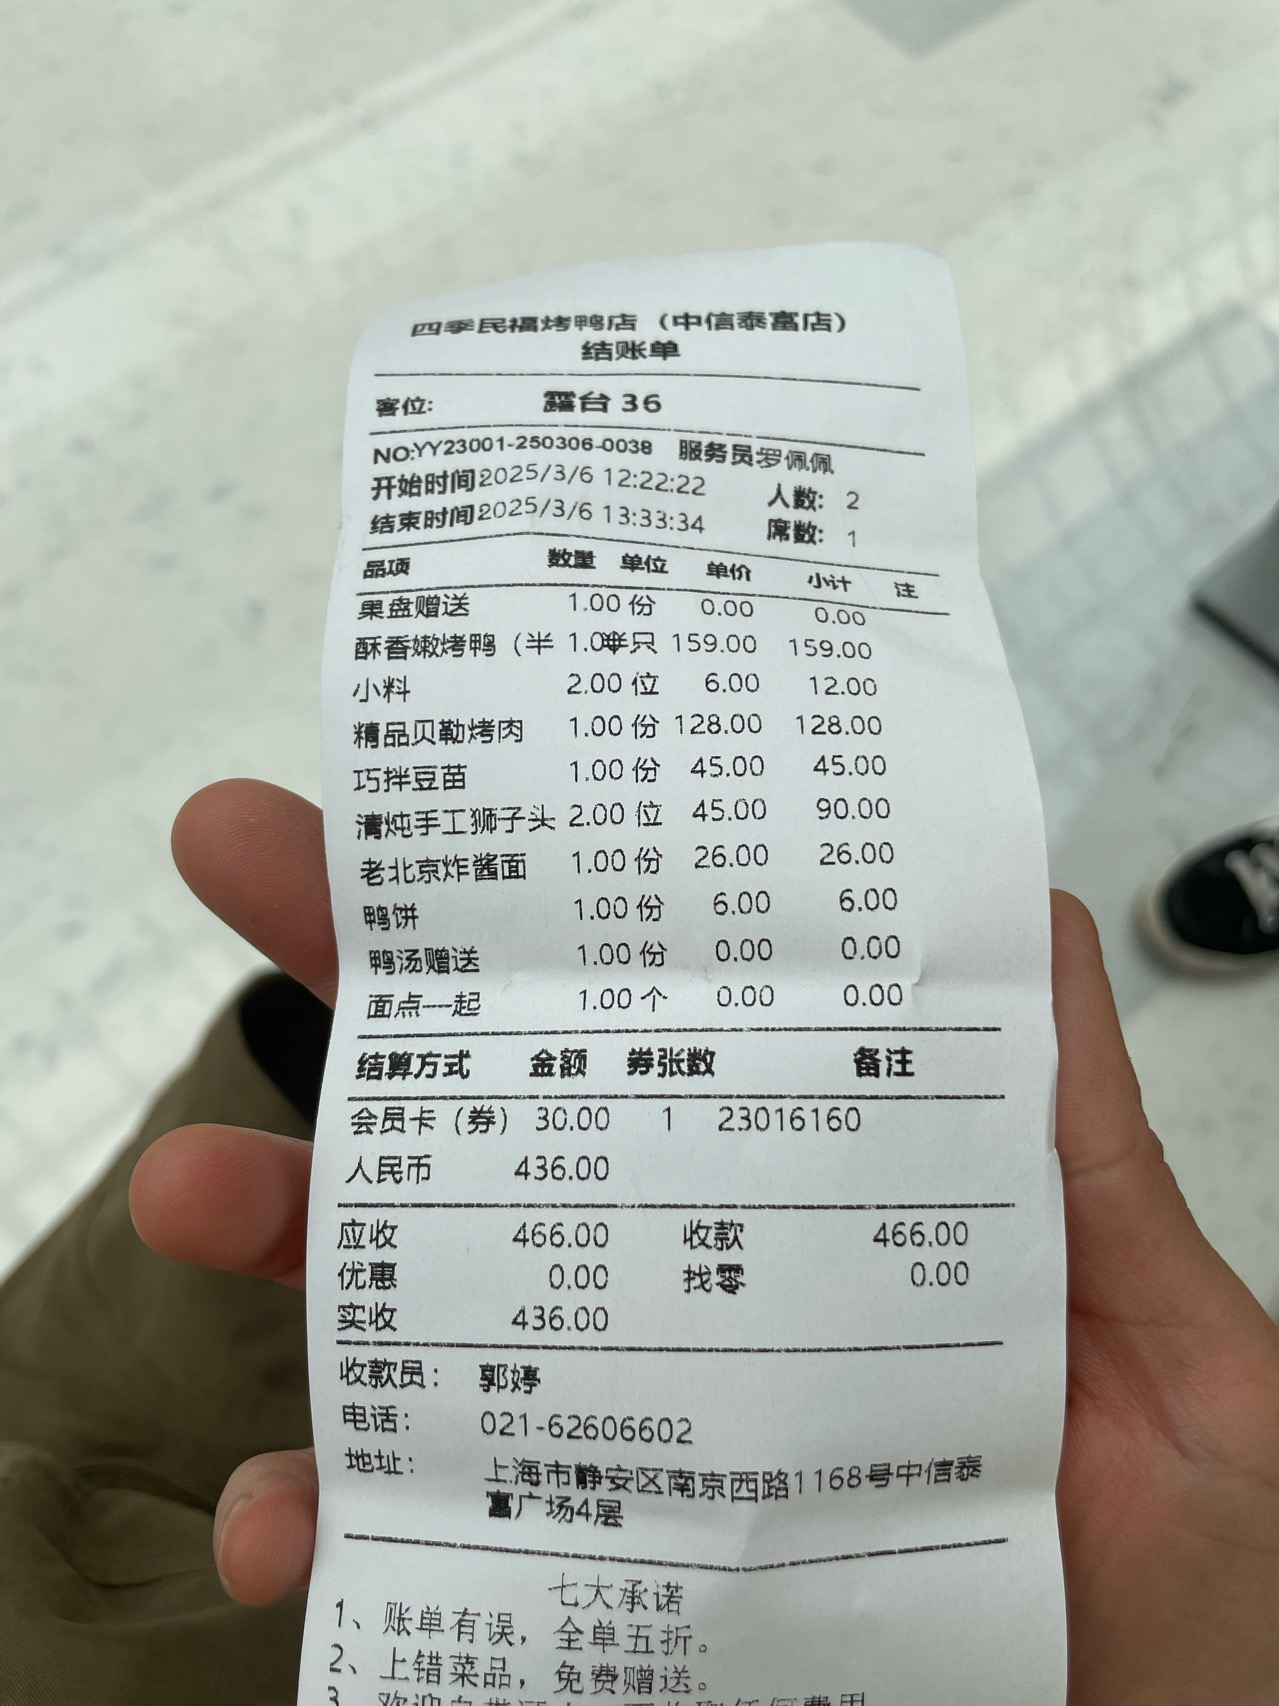 四季民福烤鸭店（中信泰富店）
结账单
客位： 露台 36
NO:YY23001-250306-0038 服务员罗佩佩
开始时间2025/3/6 12:22:22 人数： 2
结束时间2025/3/6 13:33:34 席数： 1
品项 数量 单位 单价 小计 注
果盘赠送 1.00 份 0.00 0.00
酥香嫩烤鸭（半 1.00半只 159.00 159.00
小料 2.00 位 6.00 12.00
精品贝勒烤肉 1.00 份 128.00 128.00
巧拌豆苗 1.00 份 45.00 45.00
清炖手工狮子头 2.00 位 45.00 90.00
老北京炸酱面 1.00 份 26.00 26.00
鸭饼 1.00 份 6.00 6.00
鸭汤赠送 1.00 份 0.00 0.00
面点一起 1.00 个 0.00 0.00
结算方式 金额 券张数 备注
会员卡（券） 30.00 1 23016160
人民币 436.00
应收 466.00 收款 466.00
优惠 0.00 找零 0.00
实收 436.00
收款员： 郭婷
电话： 021-62606602
地址： 上海市静安区南京西路1168号中信泰
富广场4层
七大承诺
1、账单有误，全单五折。
2、上错菜品，免费赠送。